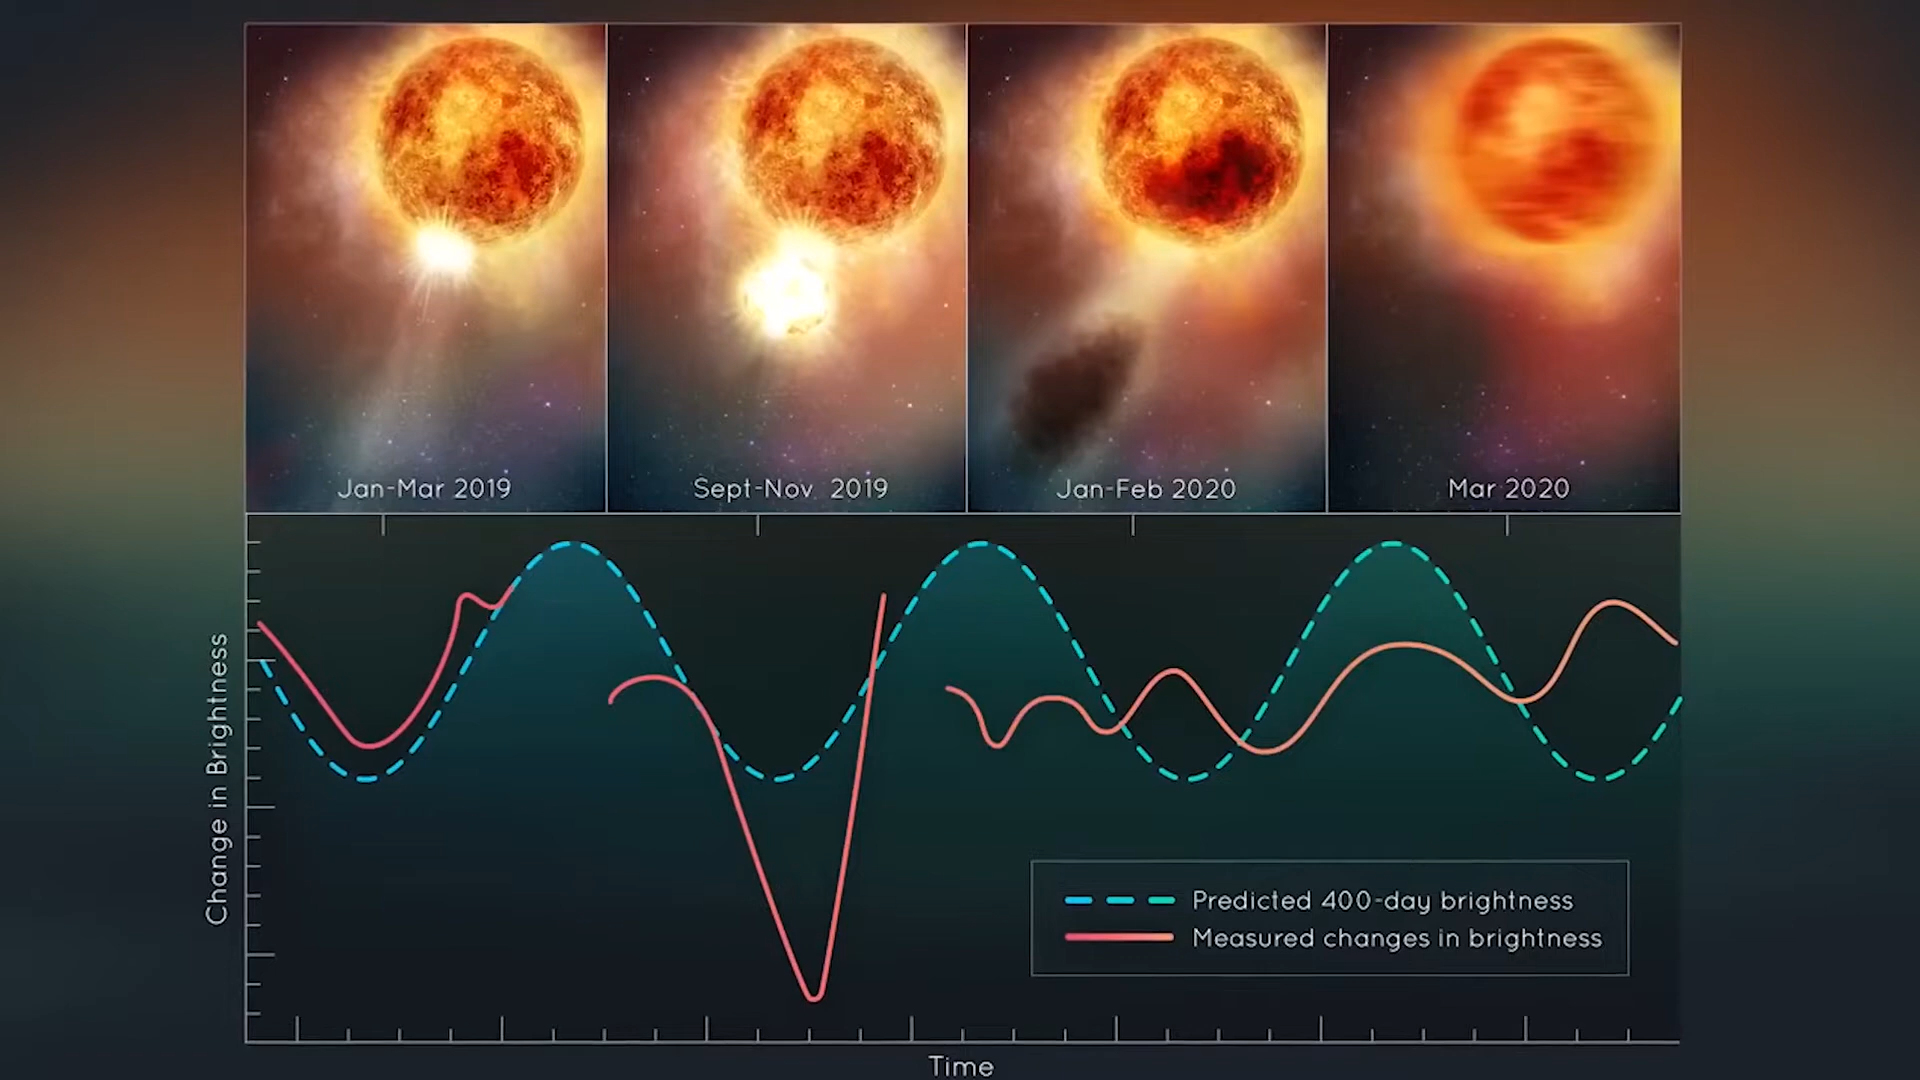 Jan-Mar 2019
Sept-Nov 2019
Jan-Feb 2020
Mar 2020
Change in Brightness
Predicted 400-day brightness
Measured changes in brightness
Time